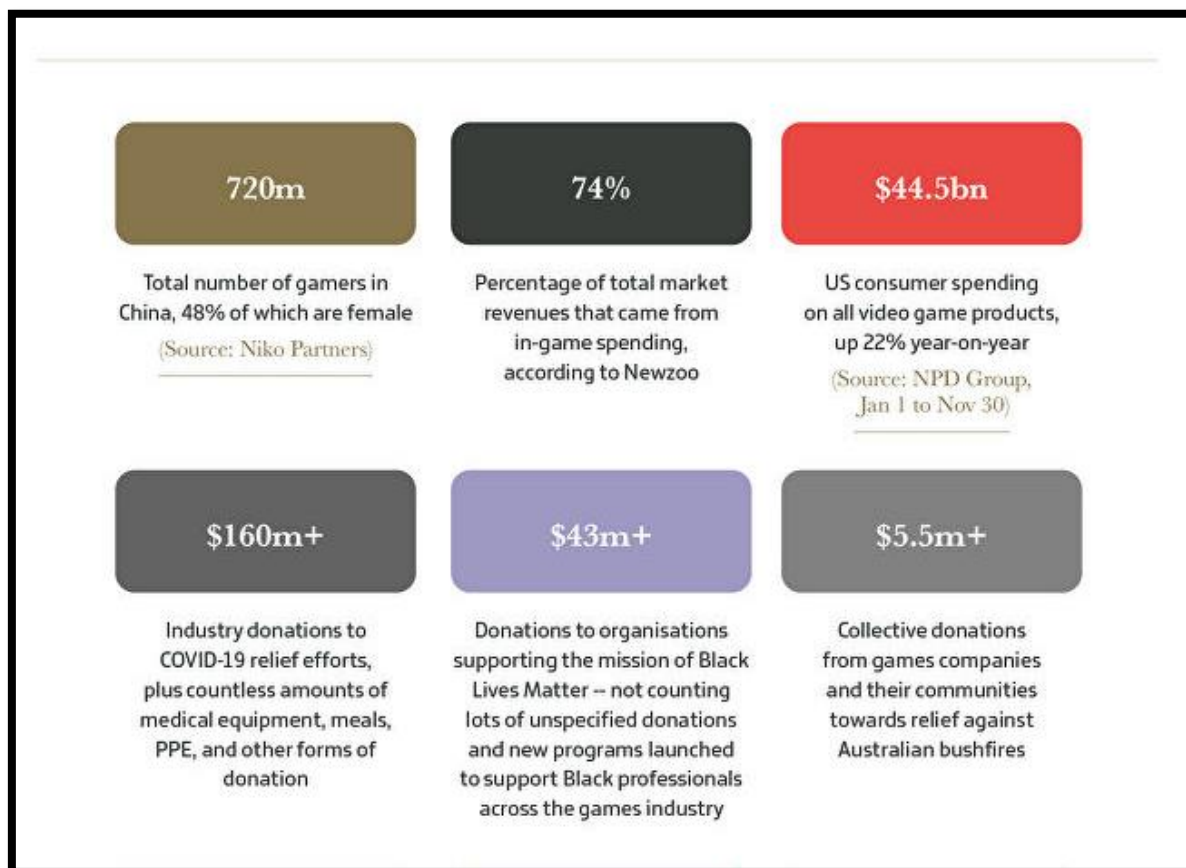 720m
Total number of gamers in
China, 48% of which are female
(Source: Niko Partners)
74%
Percentage of total market
revenues that came from
in-game spending,
according to Newzoo
$44.5bn
US consumer spending
on all video game products,
up 22% year-on-year
(Source: NPD Group,
Jan 1 to Nov 30)
$160m+
Industry donations to
COVID-19 relief efforts,
plus countless amounts of
medical equipment, meals,
PPE, and other forms of
donation
$43m+
Donations to organisations
supporting the mission of Black
Lives Matter – not counting
lots of unspecified donations
and new programs launched
to support Black professionals
across the games industry
$5.5m+
Collective donations
from games companies
and their communities
towards relief against
Australian bushfires